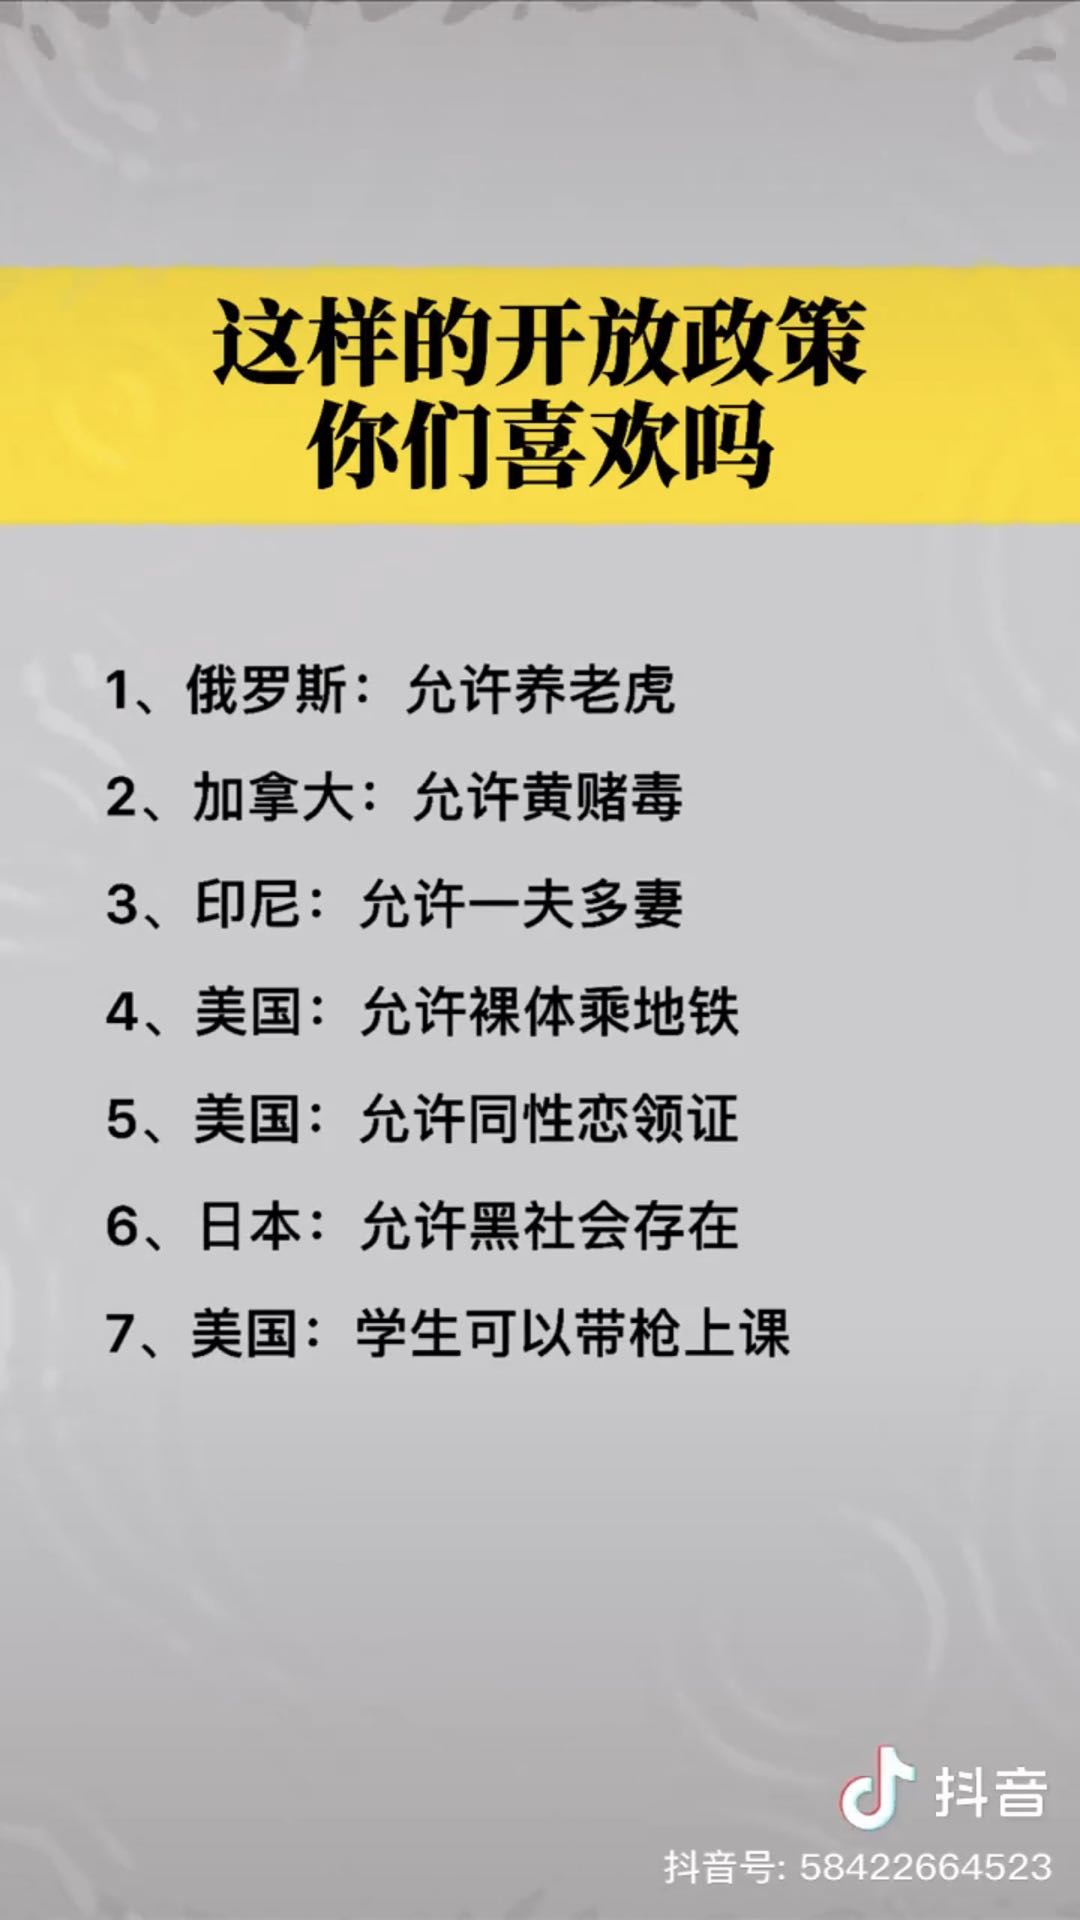 这样的开放政策
你们喜欢吗
1、俄罗斯：允许养老虎
2、加拿大：允许黄赌毒
3、印尼：允许一夫多妻
4、美国：允许裸体乘地铁
5、美国：允许同性恋领证
6、日本：允许黑社会存在
7、美国：学生可以带枪上课
抖音
抖音号: 58422664523